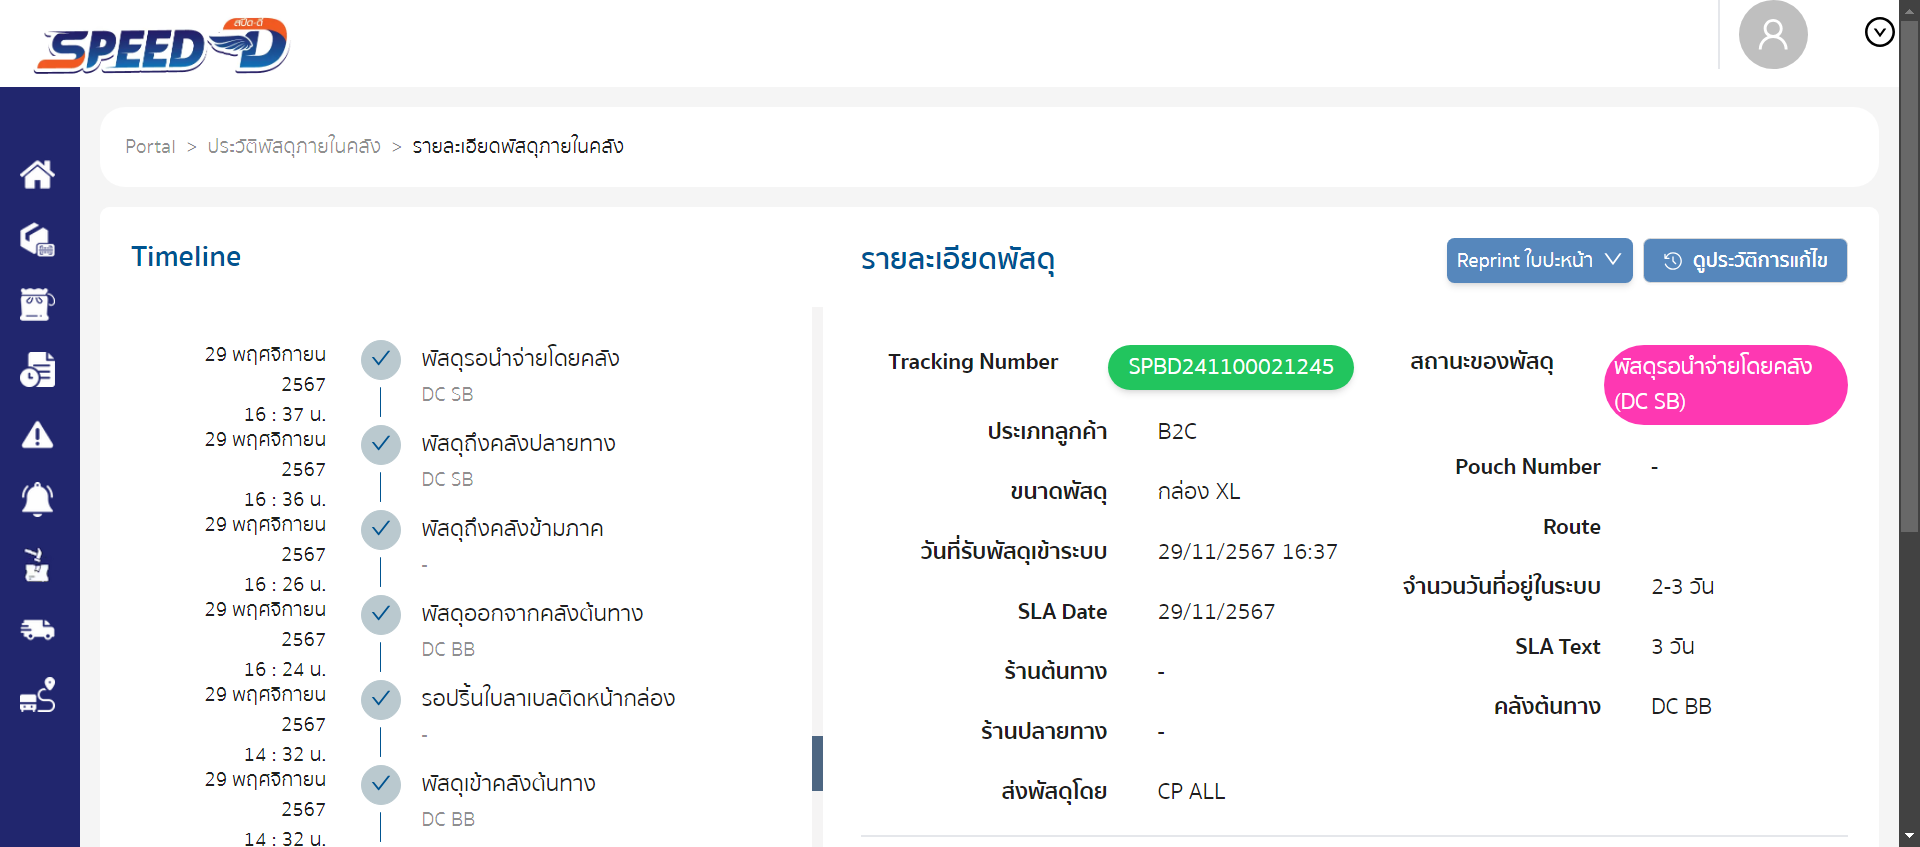 สปีด-ดี
SPEED-D
Portal > ประวัติพัสดุภายในคลัง > รายละเอียดพัสดุภายในคลัง
Timeline
29 พฤศจิกายน
2567
16 : 37 น.
พัสดุรอนำจ่ายโดยคลัง
DC SB
29 พฤศจิกายน
2567
16 : 36 น.
พัสดุถึงคลังปลายทาง
DC SB
29 พฤศจิกายน
2567
16 : 26 น.
พัสดุถึงคลังข้ามภาค
-
29 พฤศจิกายน
2567
16 : 24 น.
พัสดุออกจากคลังต้นทาง
DC BB
29 พฤศจิกายน
2567
14 : 32 น.
รอปริ้นใบลาเบลติดหน้ากล่อง
-
29 พฤศจิกายน
2567
14 : 32 น.
พัสดุเข้าคลังต้นทาง
DC BB
รายละเอียดพัสดุ
Reprint ใบปะหน้า
ดูประวัติการแก้ไข
Tracking Number SPBD241100021245
ประเภทลูกค้า B2C
ขนาดพัสดุ กล่อง XL
วันที่รับพัสดุเข้าระบบ 29/11/2567 16:37
SLA Date 29/11/2567
ร้านต้นทาง -
ร้านปลายทาง -
ส่งพัสดุโดย CP ALL
สถานะของพัสดุ พัสดุรอนำจ่ายโดยคลัง
(DC SB)
Pouch Number -
Route
จำนวนวันที่อยู่ในระบบ 2-3 วัน
SLA Text 3 วัน
คลังต้นทาง DC BB